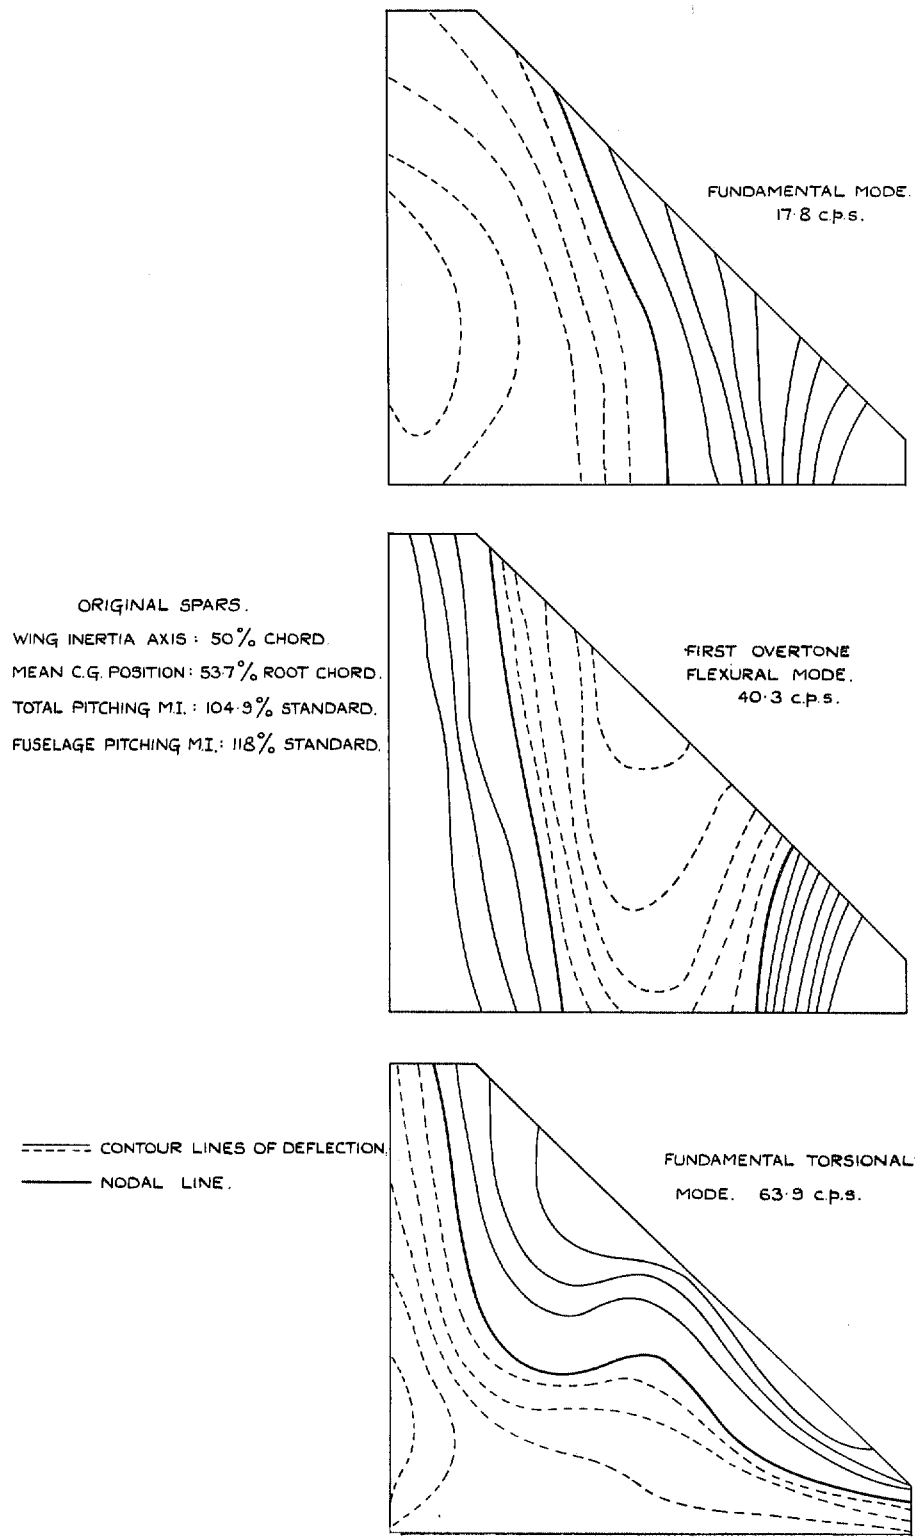 FUNDAMENTAL MODE.
17·8 c.p.s.
ORIGINAL SPARS.
WING INERTIA AXIS : 50% CHORD.
MEAN C.G. POSITION: 53·7% ROOT CHORD.
TOTAL PITCHING M.I. : 104·9% STANDARD.
FUSELAGE PITCHING M.I.: 118% STANDARD.
FIRST OVERTONE
FLEXURAL MODE.
40·3 c.p.s.
CONTOUR LINES OF DEFLECTION.
NODAL LINE.
FUNDAMENTAL TORSIONAL
MODE. 63·9 c.p.s.